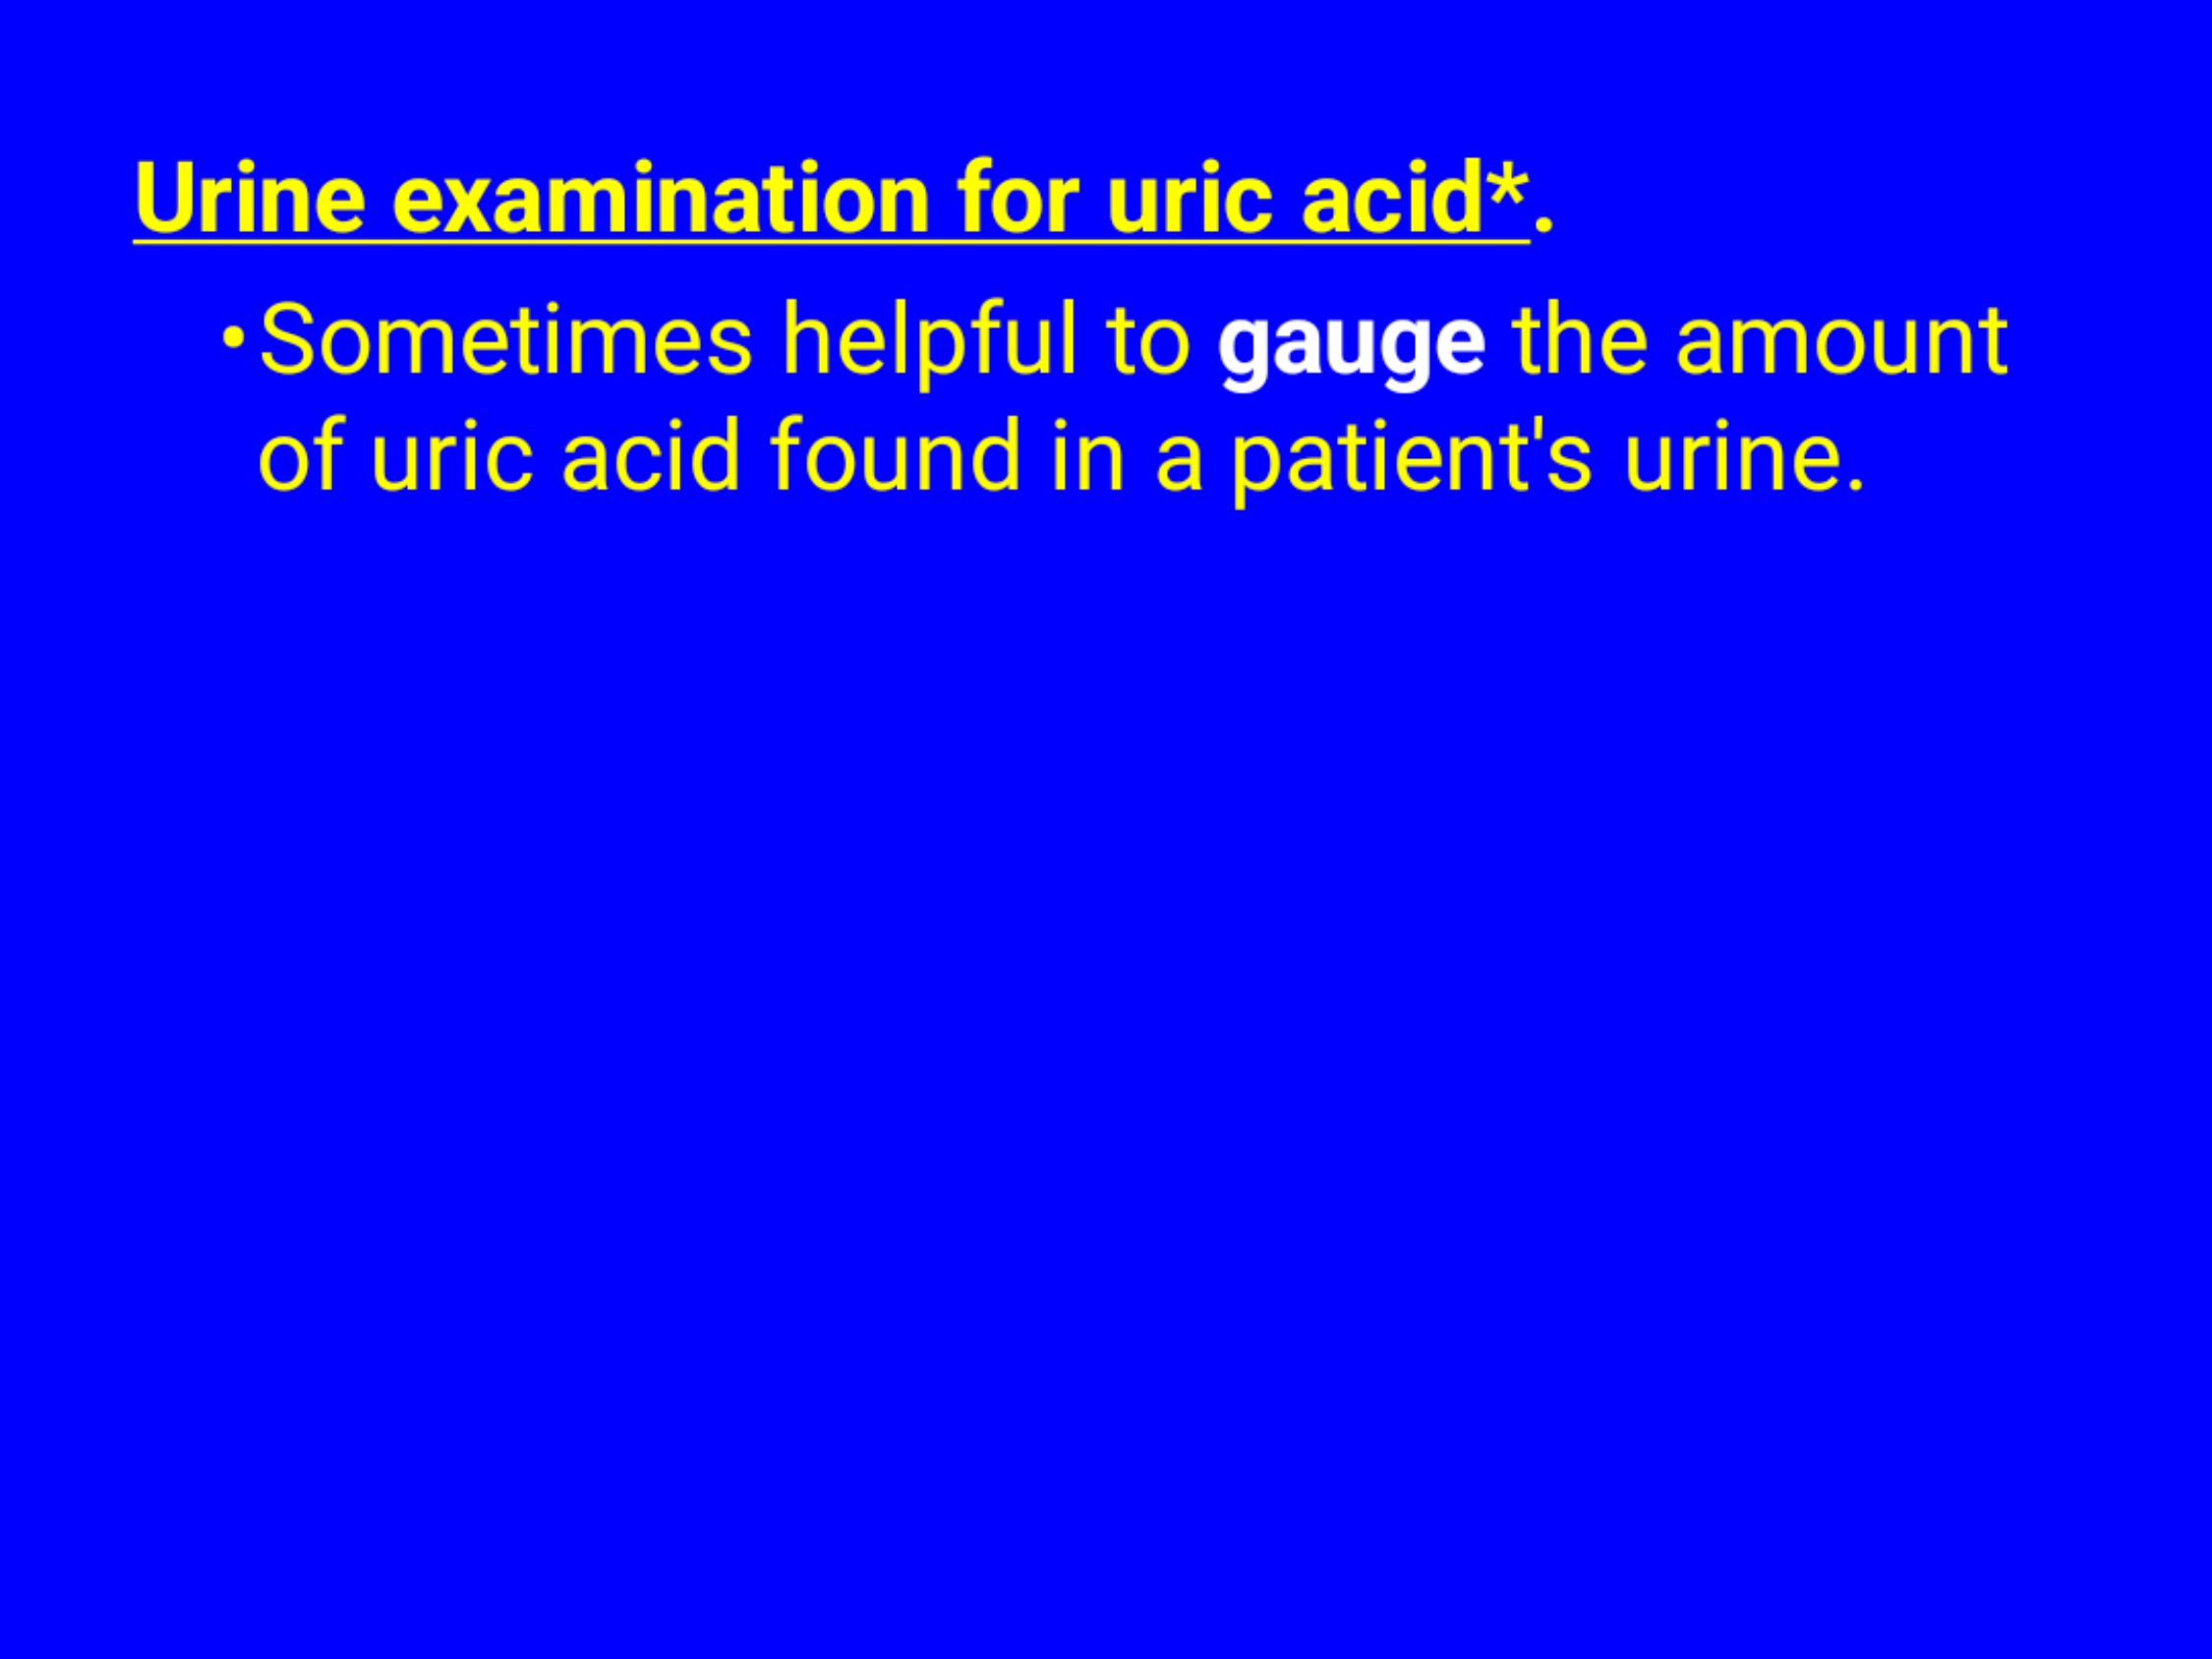 Urine examination for uric acid*.
•Sometimes helpful to gauge the amount
of uric acid found in a patient's urine.